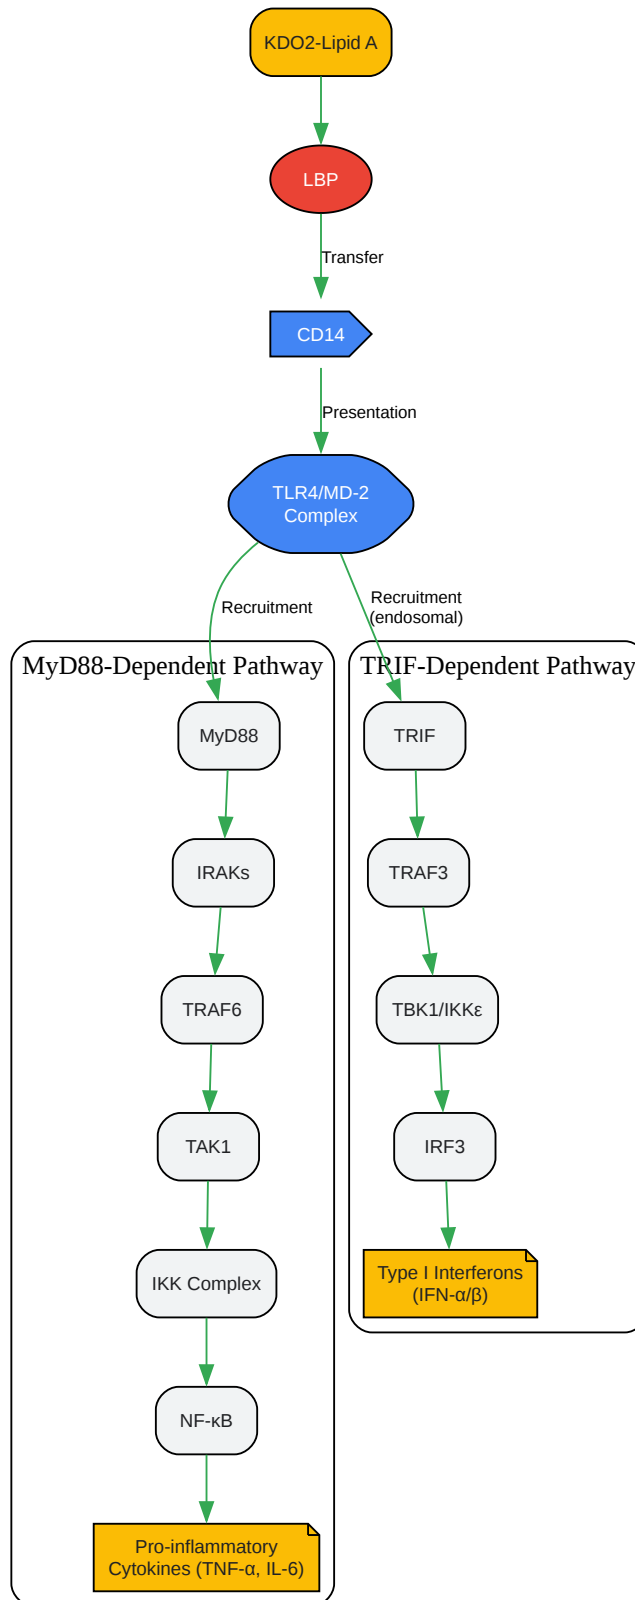 KDO2-Lipid A
LBP
Transfer
CD14
Presentation
TLR4/MD-2
Complex
Recruitment
Recruitment
(endosomal)
MyD88-Dependent Pathway
MyD88
IRAKs
TRAF6
TAK1
IKK Complex
NF-κB
Pro-inflammatory
Cytokines (TNF-α, IL-6)
TRIF-Dependent Pathway
TRIF
TRAF3
TBK1/IKKε
IRF3
Type I Interferons
(IFN-α/β)